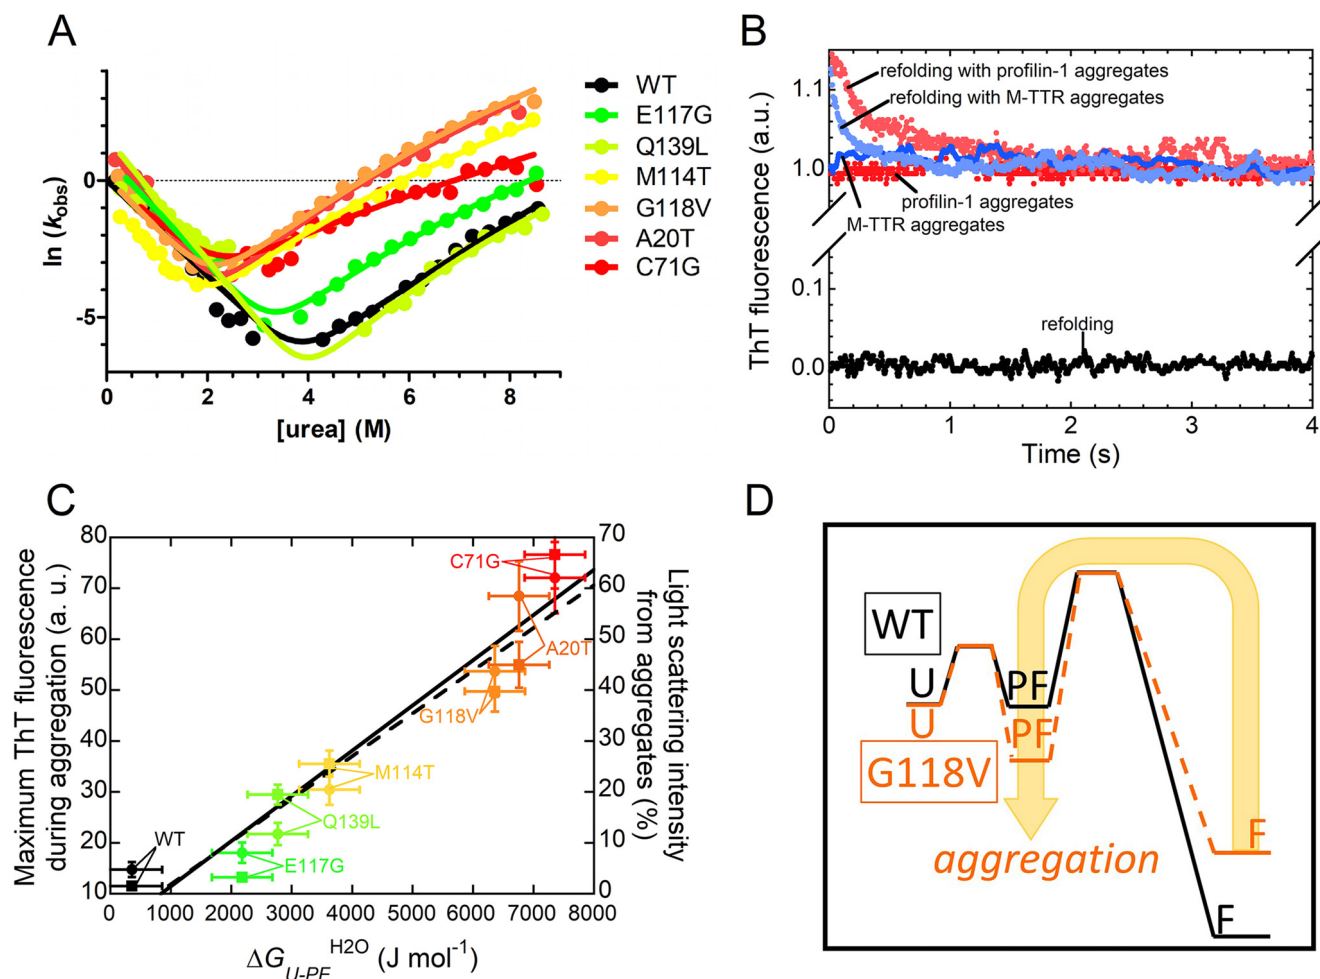 A
ln (kobs)
0
-5
0
2
4
6
8
[urea] (M)
WT
E117G
Q139L
M114T
G118V
A20T
C71G
B
ThT fluorescence (a.u.)
1.1
1.0
0.1
0.0
refolding with profilin-1 aggregates
refolding with M-TTR aggregates
profilin-1 aggregates
M-TTR aggregates
refolding
0
1
2
3
4
Time (s)
C
Maximum ThT fluorescence
during aggregation (a. u.)
80
70
60
50
40
30
20
10
C71G
A20T
G118V
M114T
Q139L
E117G
WT
70
60
50
40
30
20
10
0
Light scattering intensity
from aggregates (%)
0
1000
2000
3000
4000
5000
6000
7000
8000
ΔG_U-PF^H2O (J mol⁻¹)
D
WT
U
PF
U
PF
G118V
aggregation
F
F